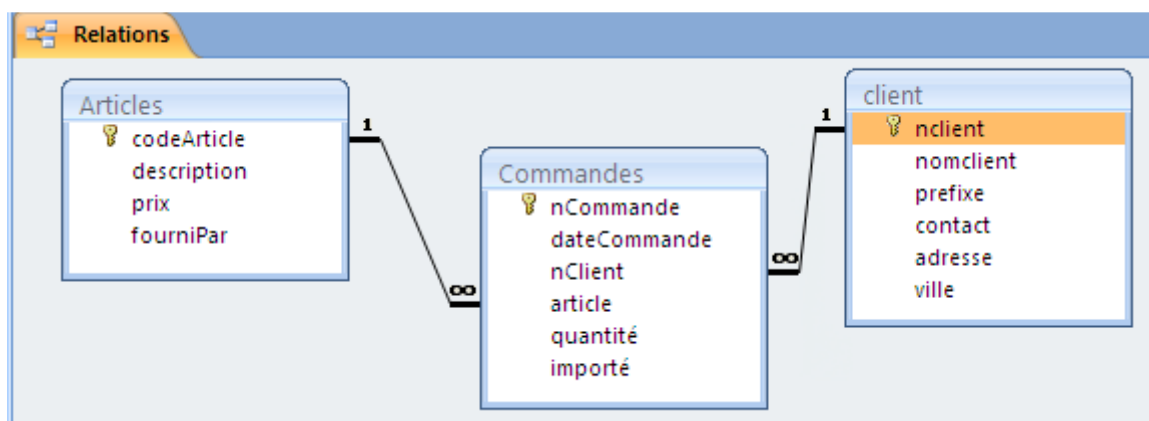 Relations
Articles
codeArticle
description
prix
fourniPar
1
∞
Commandes
nCommande
dateCommande
nClient
article
quantité
importé
1
∞
client
nclient
nomclient
prefixe
contact
adresse
ville